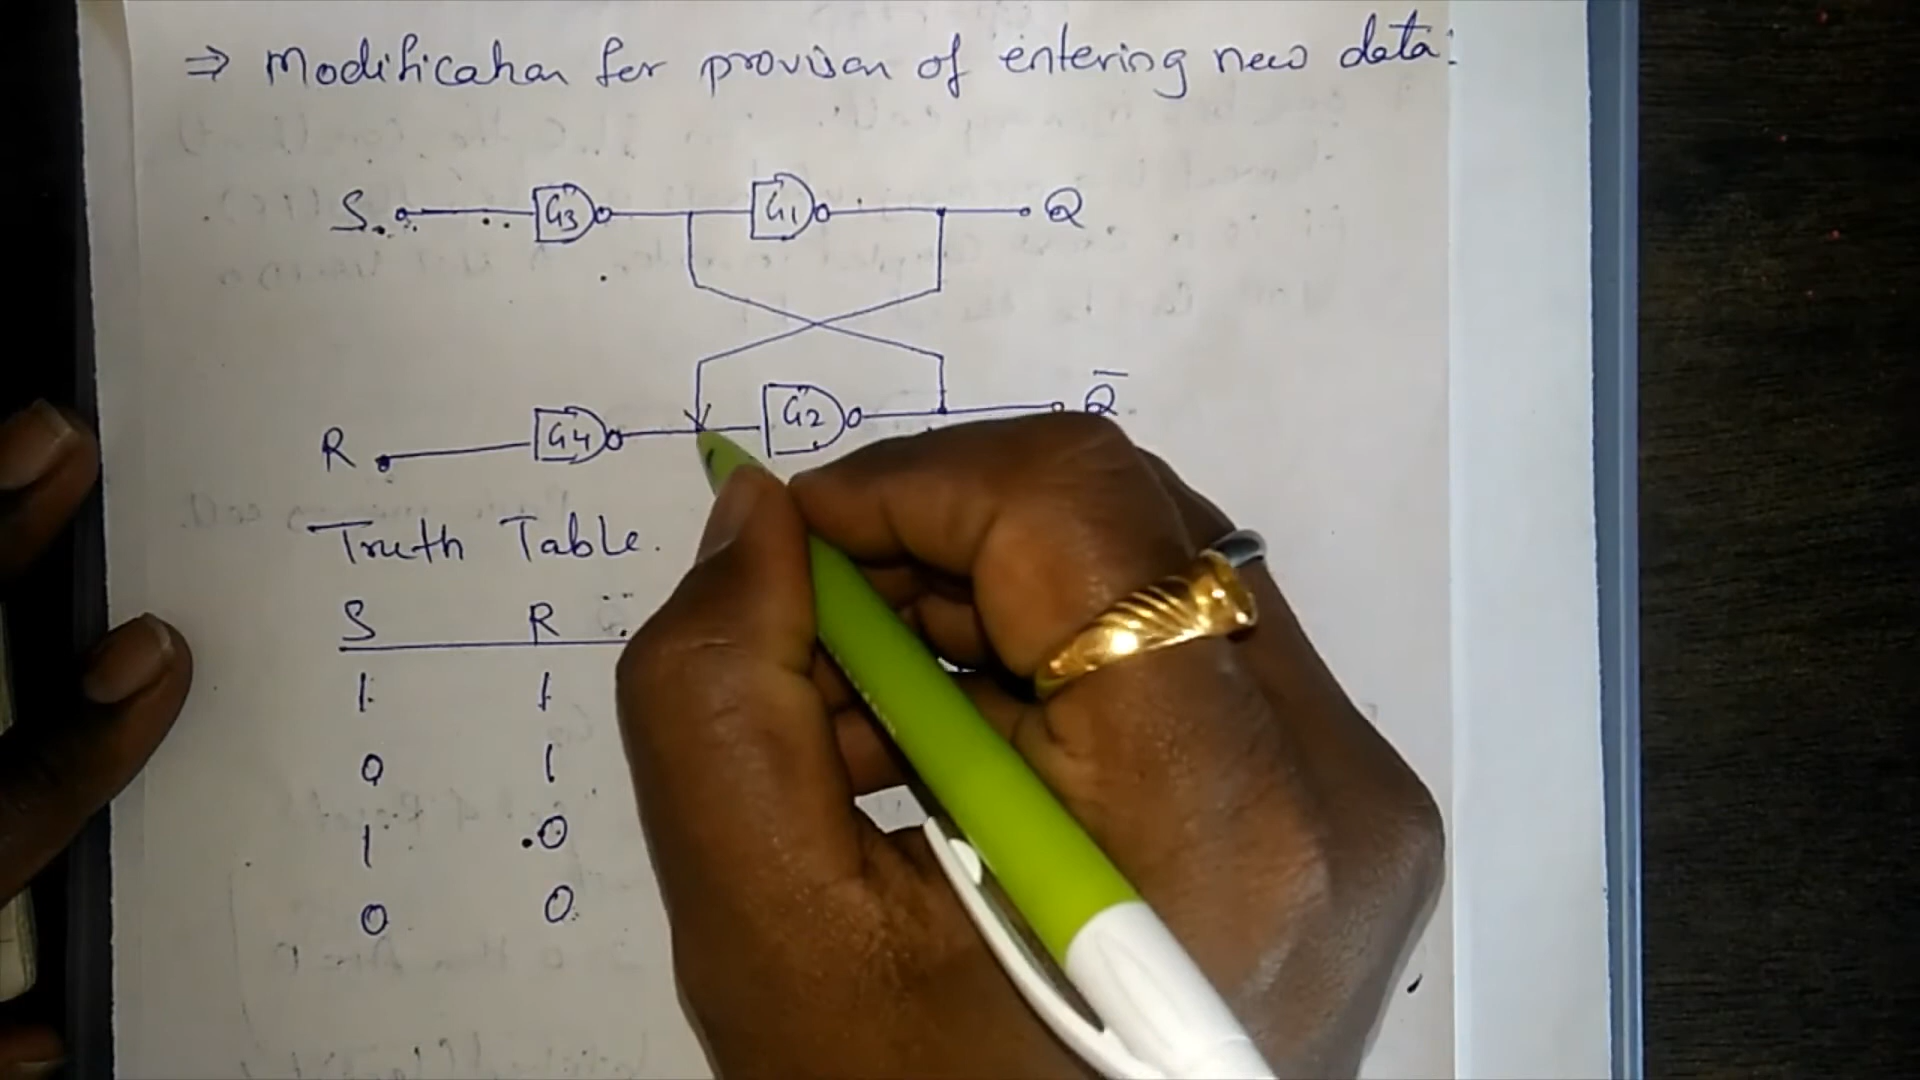 ⇒ Modification for provision of entering new data:
S G3 G1 Q
R G4 G2 Q̅
Truth Table.
S R
1 1
0 1
1 0
0 0